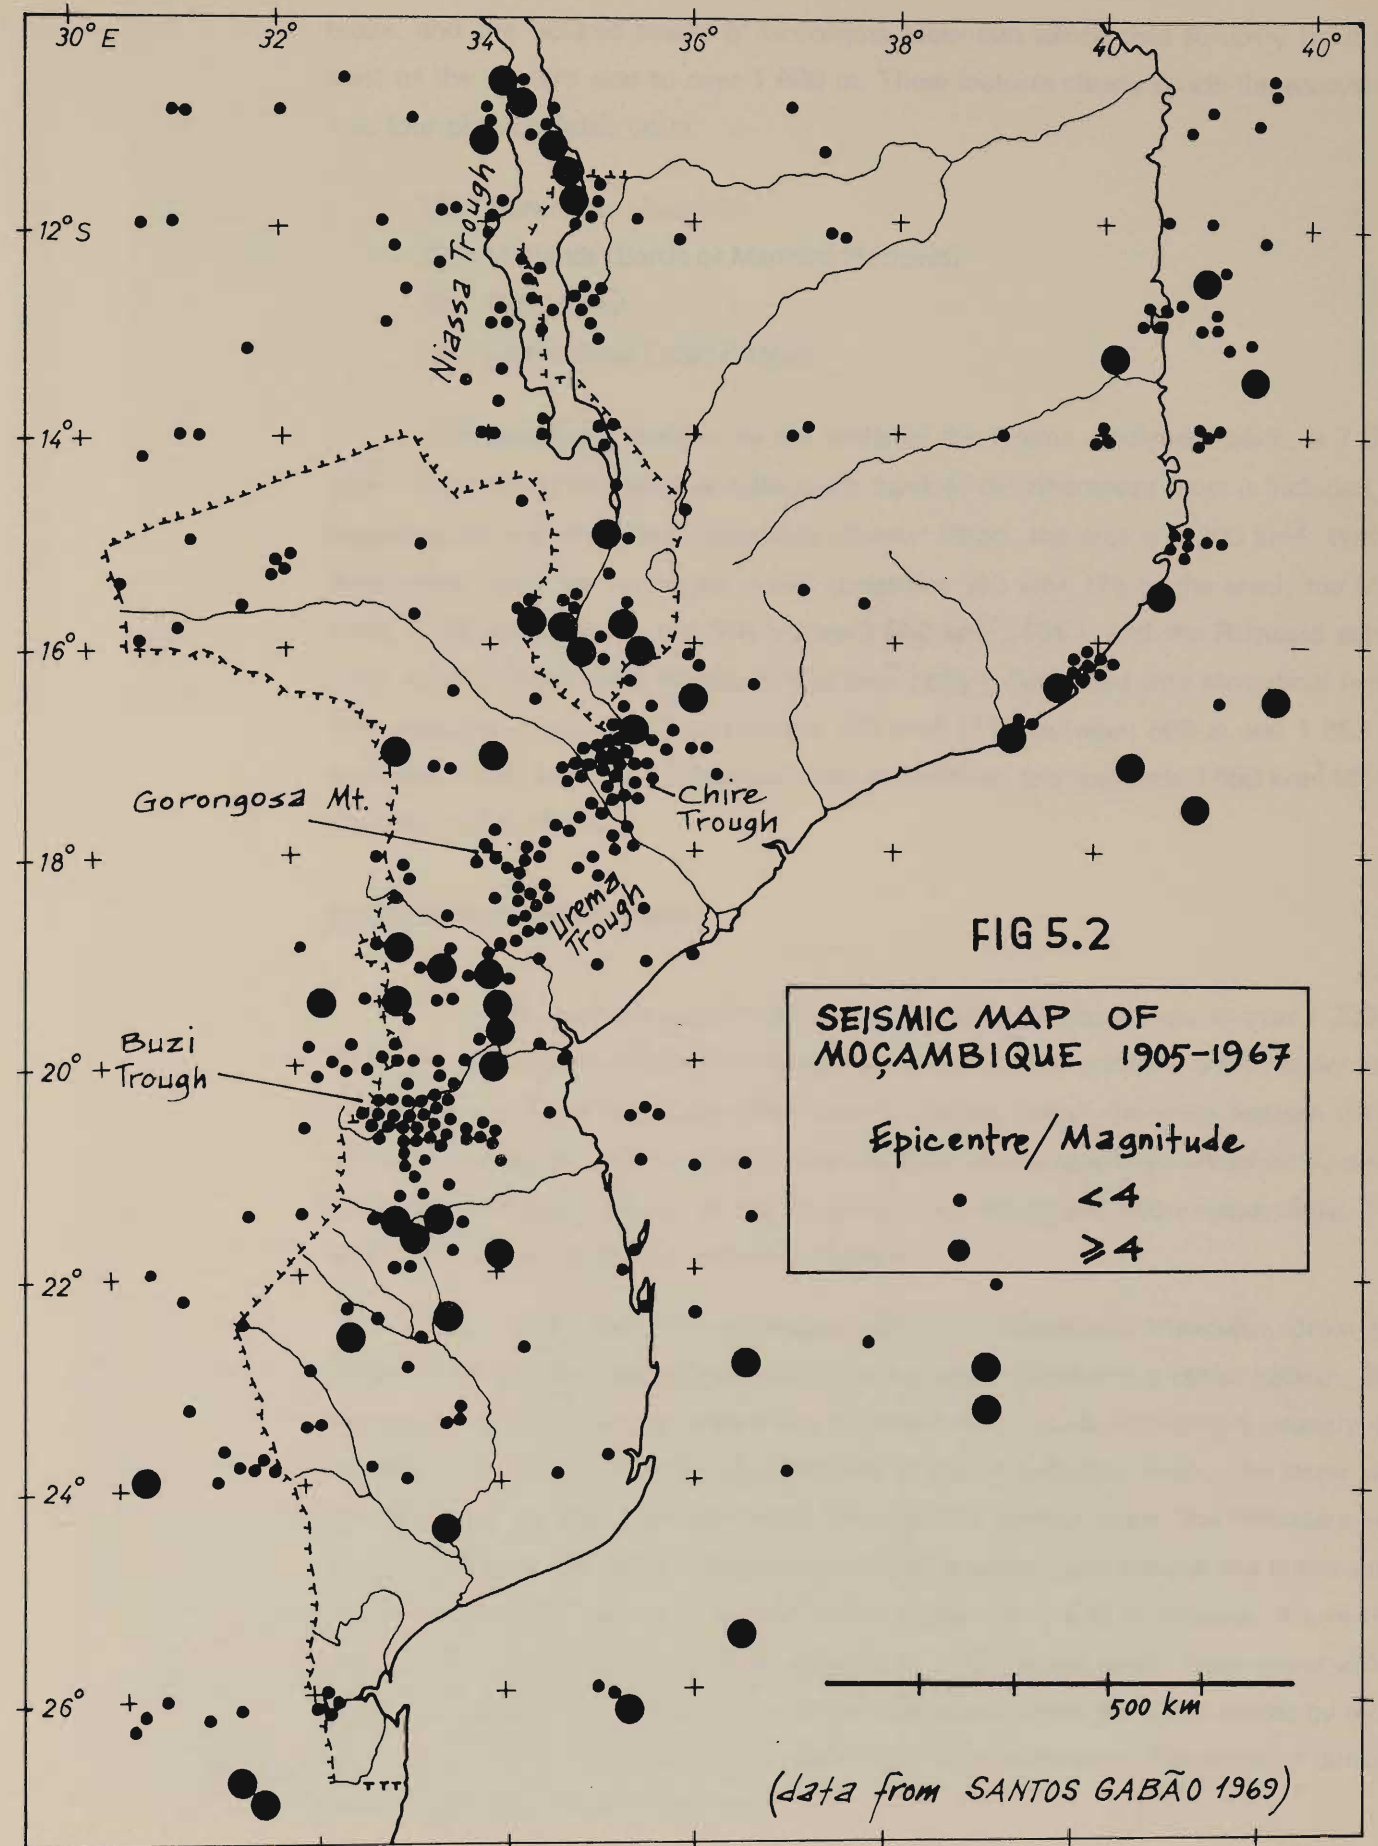 30° E 32° 34° 36° 38° 40° 40°
12° S
Niassa Trough
14°
16°
Gorongosa Mt.
Chire
Trough
18°
Urema
Trough
FIG 5.2
SEISMIC MAP OF
MOÇAMBIQUE 1905-1967
Epicentre/Magnitude
< 4
⩾ 4
Buzi
Trough
20°
22°
24°
26°
500 km
(data from SANTOS GABÃO 1969)